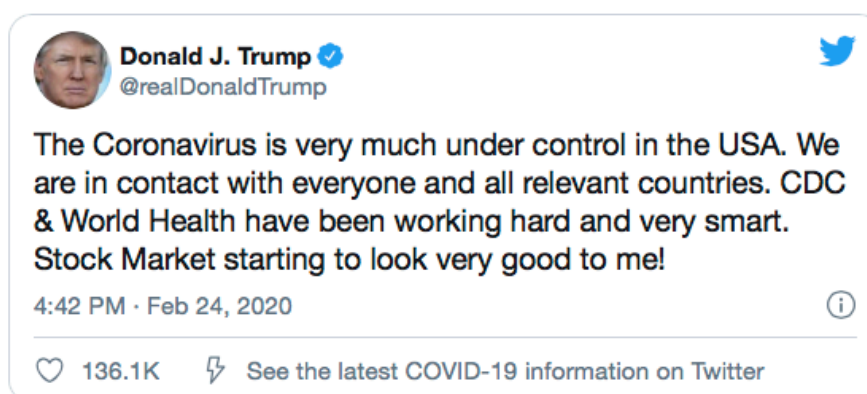 Donald J. Trump
@realDonaldTrump
The Coronavirus is very much under control in the USA. We
are in contact with everyone and all relevant countries. CDC
& World Health have been working hard and very smart.
Stock Market starting to look very good to me!
4:42 PM · Feb 24, 2020
136.1K See the latest COVID-19 information on Twitter